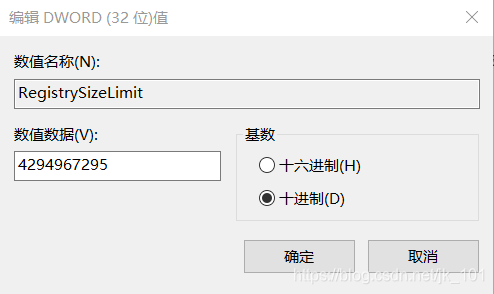 编辑 DWORD (32 位)值
数值名称(N):
RegistrySizeLimit
数值数据(V):
4294967295
基数
十六进制(H)
十进制(D)
确定
取消
https://blog.csdn.net/jk_101